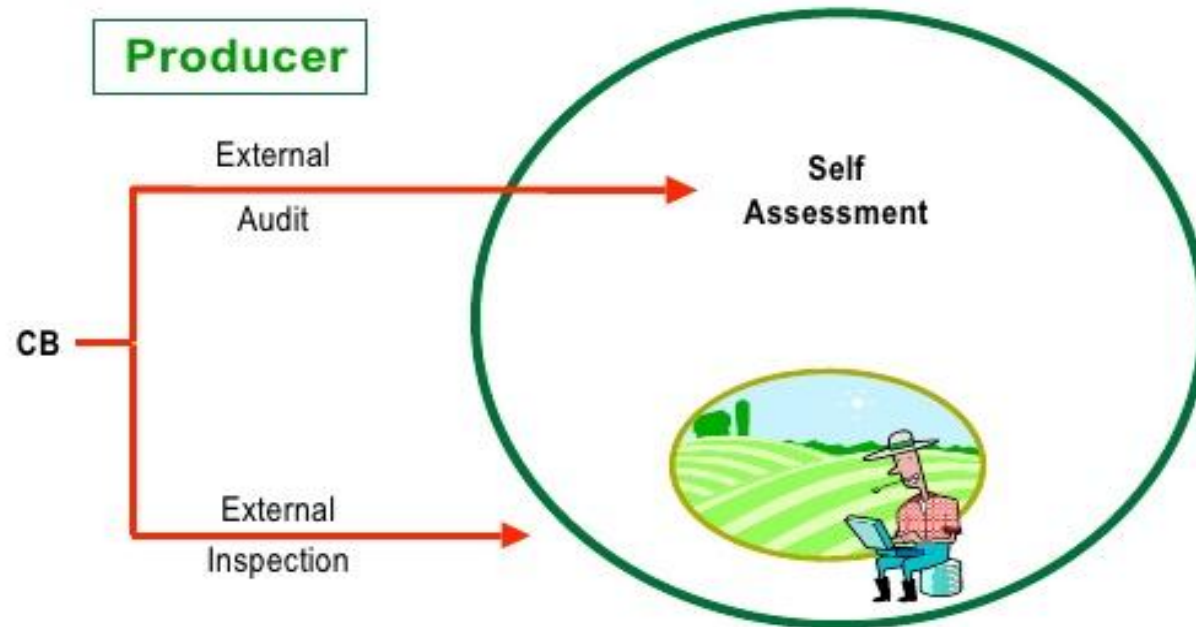 Producer
External
Audit
Self
Assessment
CB
External
Inspection